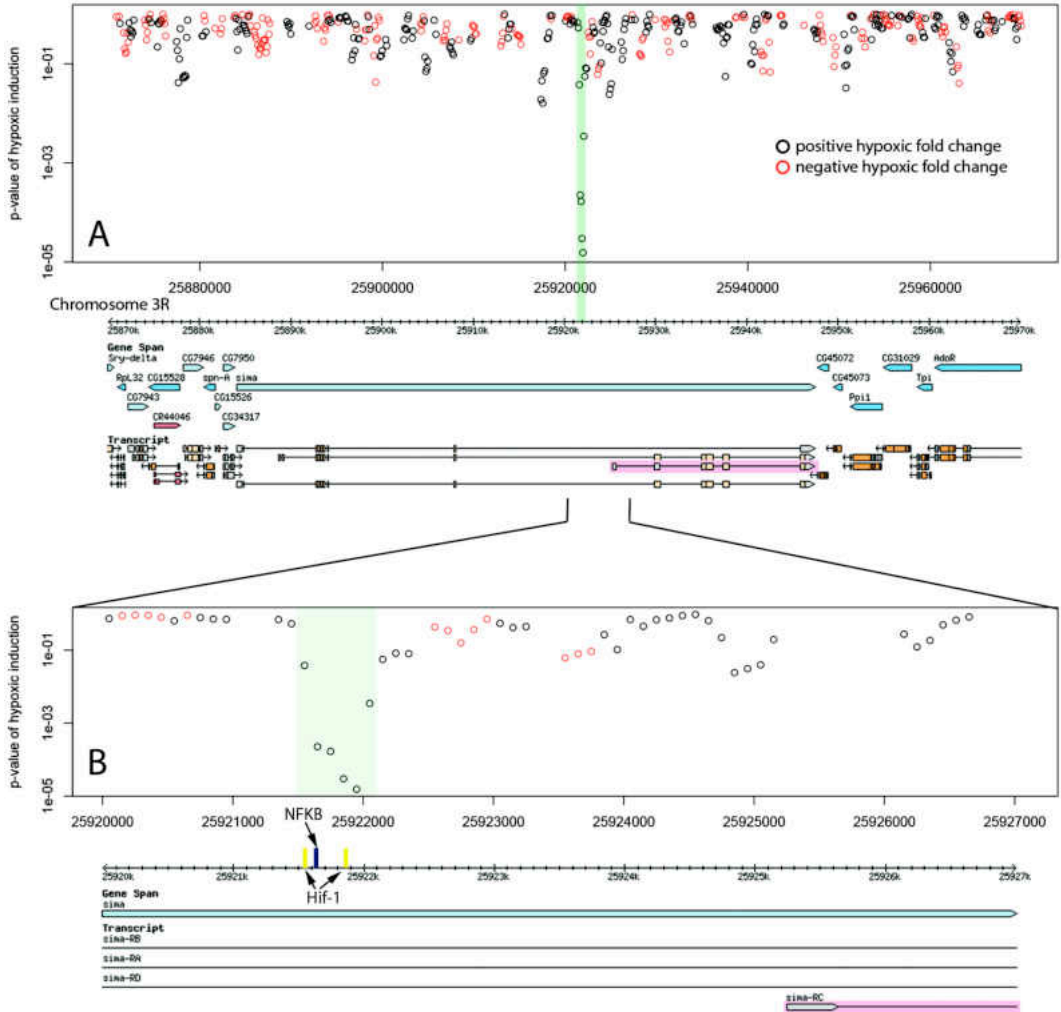 p-value of hypoxic induction
1e-01
1e-03
1e-05
positive hypoxic fold change
negative hypoxic fold change
A
25880000 25900000 25920000 25940000 25960000
Chromosome 3R
25870k 25880k 25890k 25900k 25910k 25920k 25930k 25940k 25950k 25960k 25970k
Gene Span
Sry-delta CG7946 CG7950 CG45072 CG31029 AdoR
RpL32 CG15528 spn-A sima CG45073 Tpi
CG7943 CG15526 Ppi1
CR44046 CG34317
Transcript
p-value of hypoxic induction
1e-01
1e-03
1e-05
B
25920000 25921000 25922000 25923000 25924000 25925000 25926000 25927000
NFKB
25920k 25921k 25922k 25923k 25924k 25925k 25926k 25927k
Hif-1
Gene Span
sima
Transcript
sima-RB
sima-RA
sima-RD
sima-RC